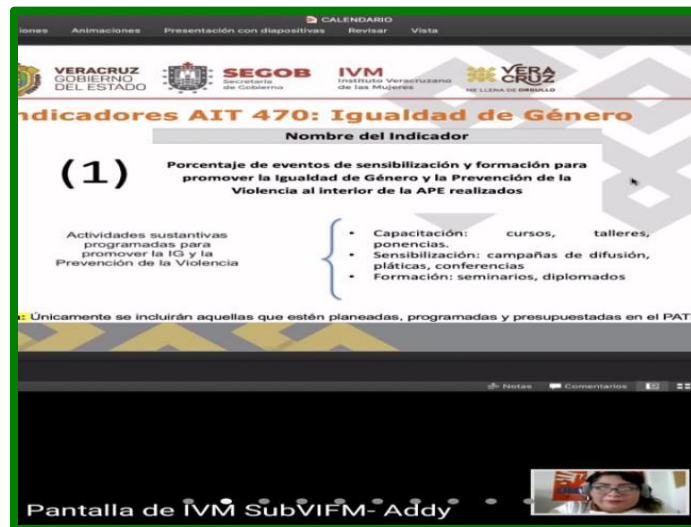 CALENDARIO
iones Animaciones Presentación con diapositivas Revisar Vista
VERACRUZ
GOBIERNO
DEL ESTADO
SEGOB
Secretaría
de Gobierno
IVM
Instituto Veracruzano
de las Mujeres
VERA
CRUZ
ME LLENA DE ORGULLO
ndicadores AIT 470: Igualdad de Género
Nombre del Indicador
(1)
Porcentaje de eventos de sensibilización y formación para
promover la Igualdad de Género y la Prevención de la
Violencia al interior de la APE realizados
Actividades sustantivas
programadas para
promover la IG y la
Prevención de la Violencia
• Capacitación: cursos, talleres,
ponencias.
• Sensibilización: campañas de difusión,
pláticas, conferencias
• Formación: seminarios, diplomados
a: Únicamente se incluirán aquellas que estén planeadas, programadas y presupuestadas en el PAT
Notas Comentarios
Pantalla de IVM SubVIFM- Addy